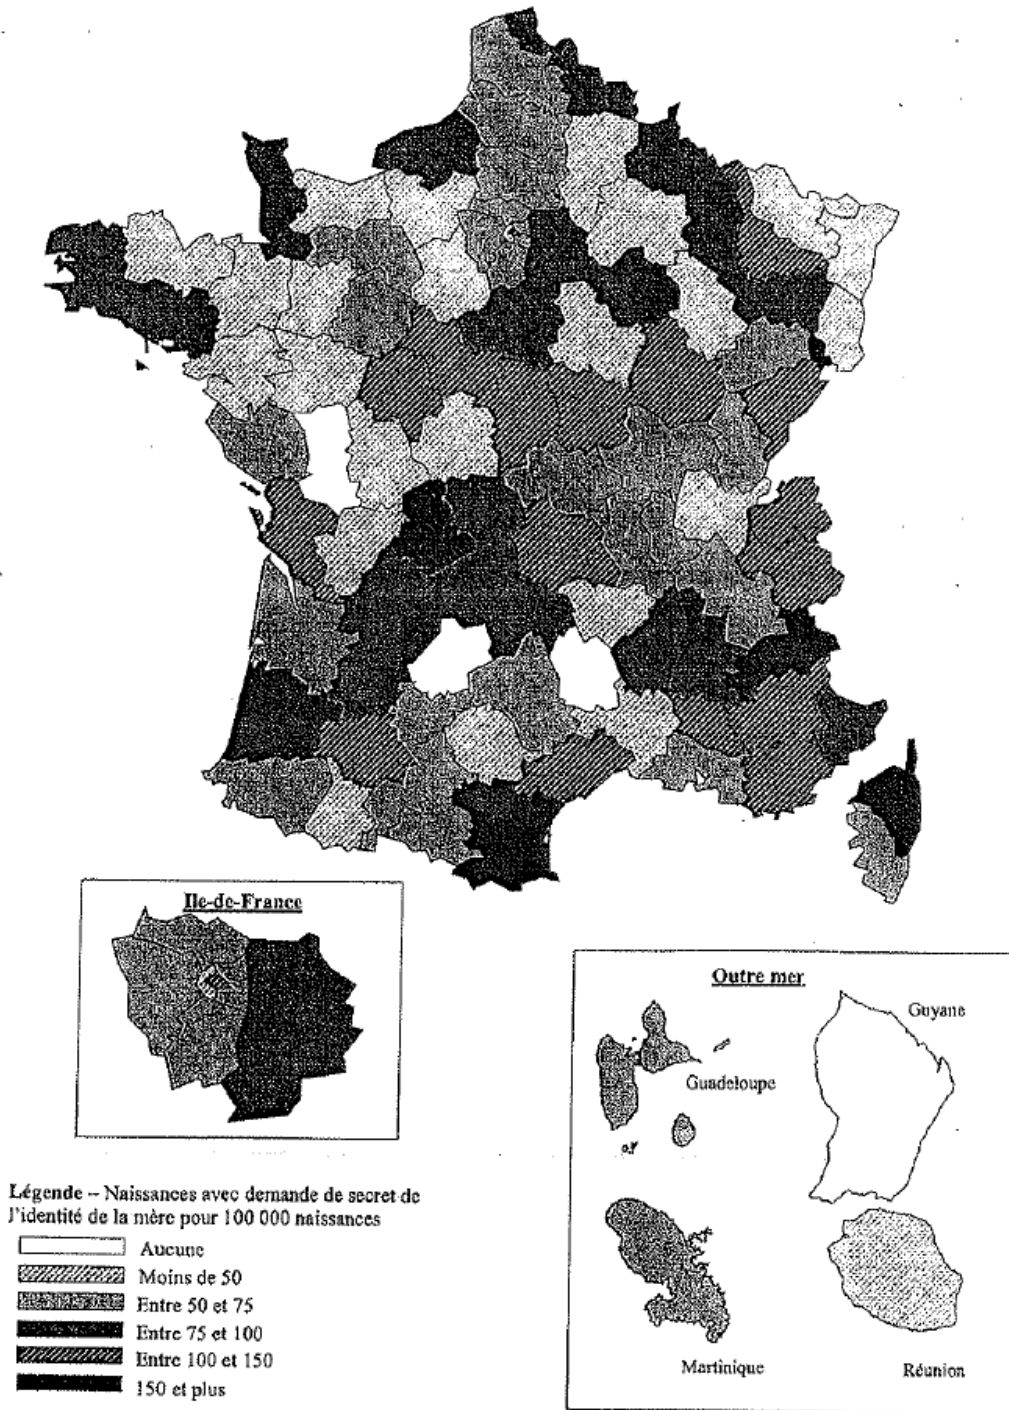 Ile-de-France
Outre mer
Guyane
Guadeloupe
Martinique
Réunion
Légende – Naissances avec demande de secret de
l'identité de la mère pour 100 000 naissances
Aucune
Moins de 50
Entre 50 et 75
Entre 75 et 100
Entre 100 et 150
150 et plus